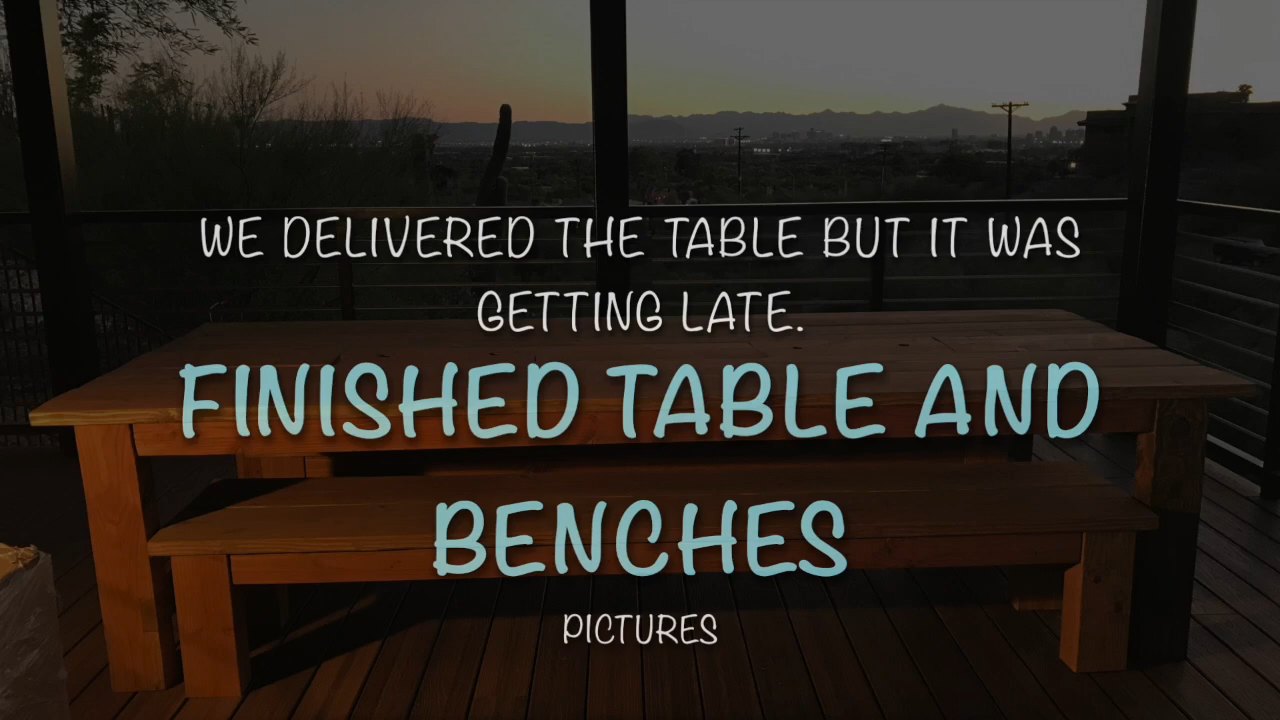 WE DELIVERED THE TABLE BUT IT WAS
GETTING LATE.
FINISHED TABLE AND
BENCHES
PICTURES